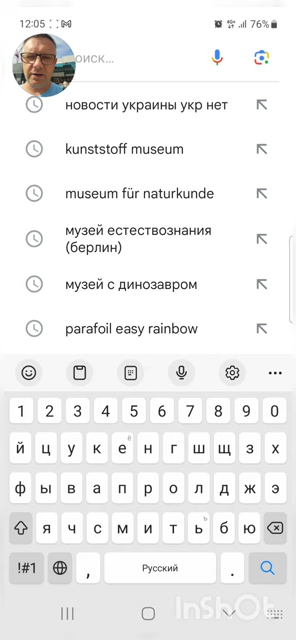 12:05 76%
оиск...
новости украины укр нет
kunststoff museum
museum für naturkunde
музей естествознания
(берлин)
музей с динозавром
parafoil easy rainbow
1 2 3 4 5 6 7 8 9 0
й ц у к е ё н г ш щ з х
ф ы в а п р о л д ж э
я ч с м и т ь ъ б ю
!#1 , Русский .
InShot